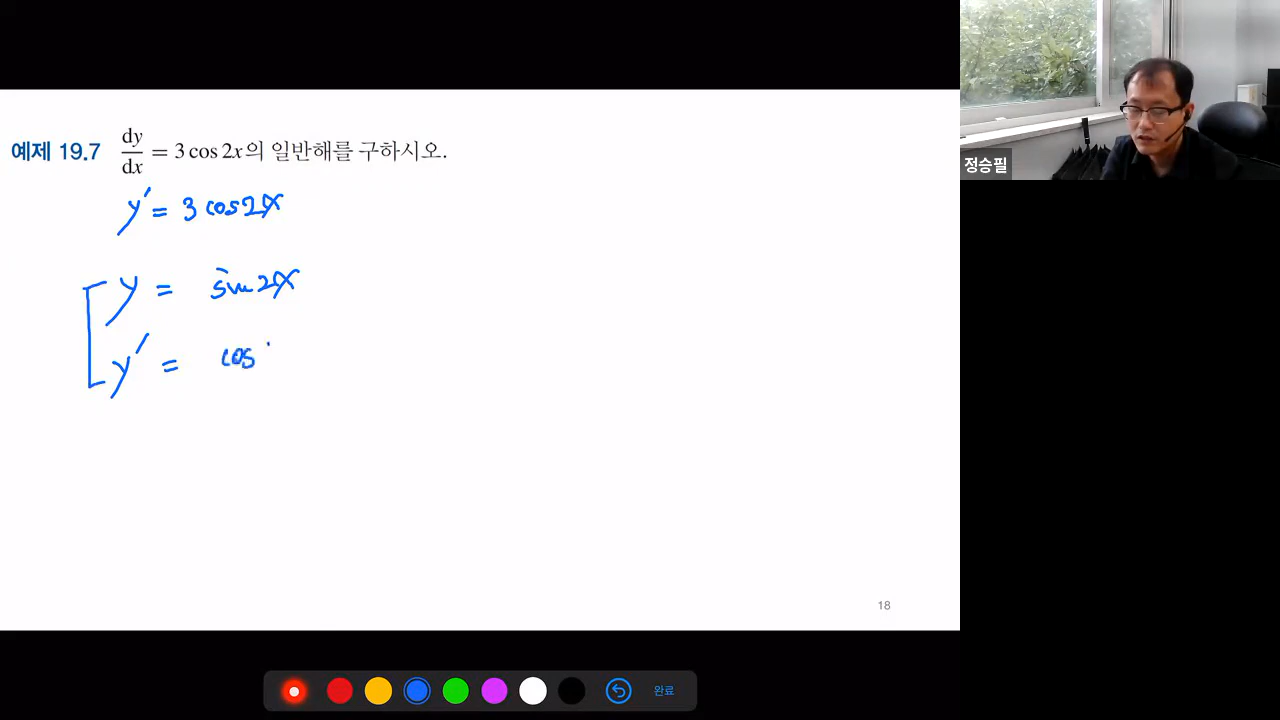 예제 19.7 dy/dx = 3 cos 2x의 일반해를 구하시오.
y′ = 3 cos2x
y = sin2x
y′ = cos
18
정승필
완료